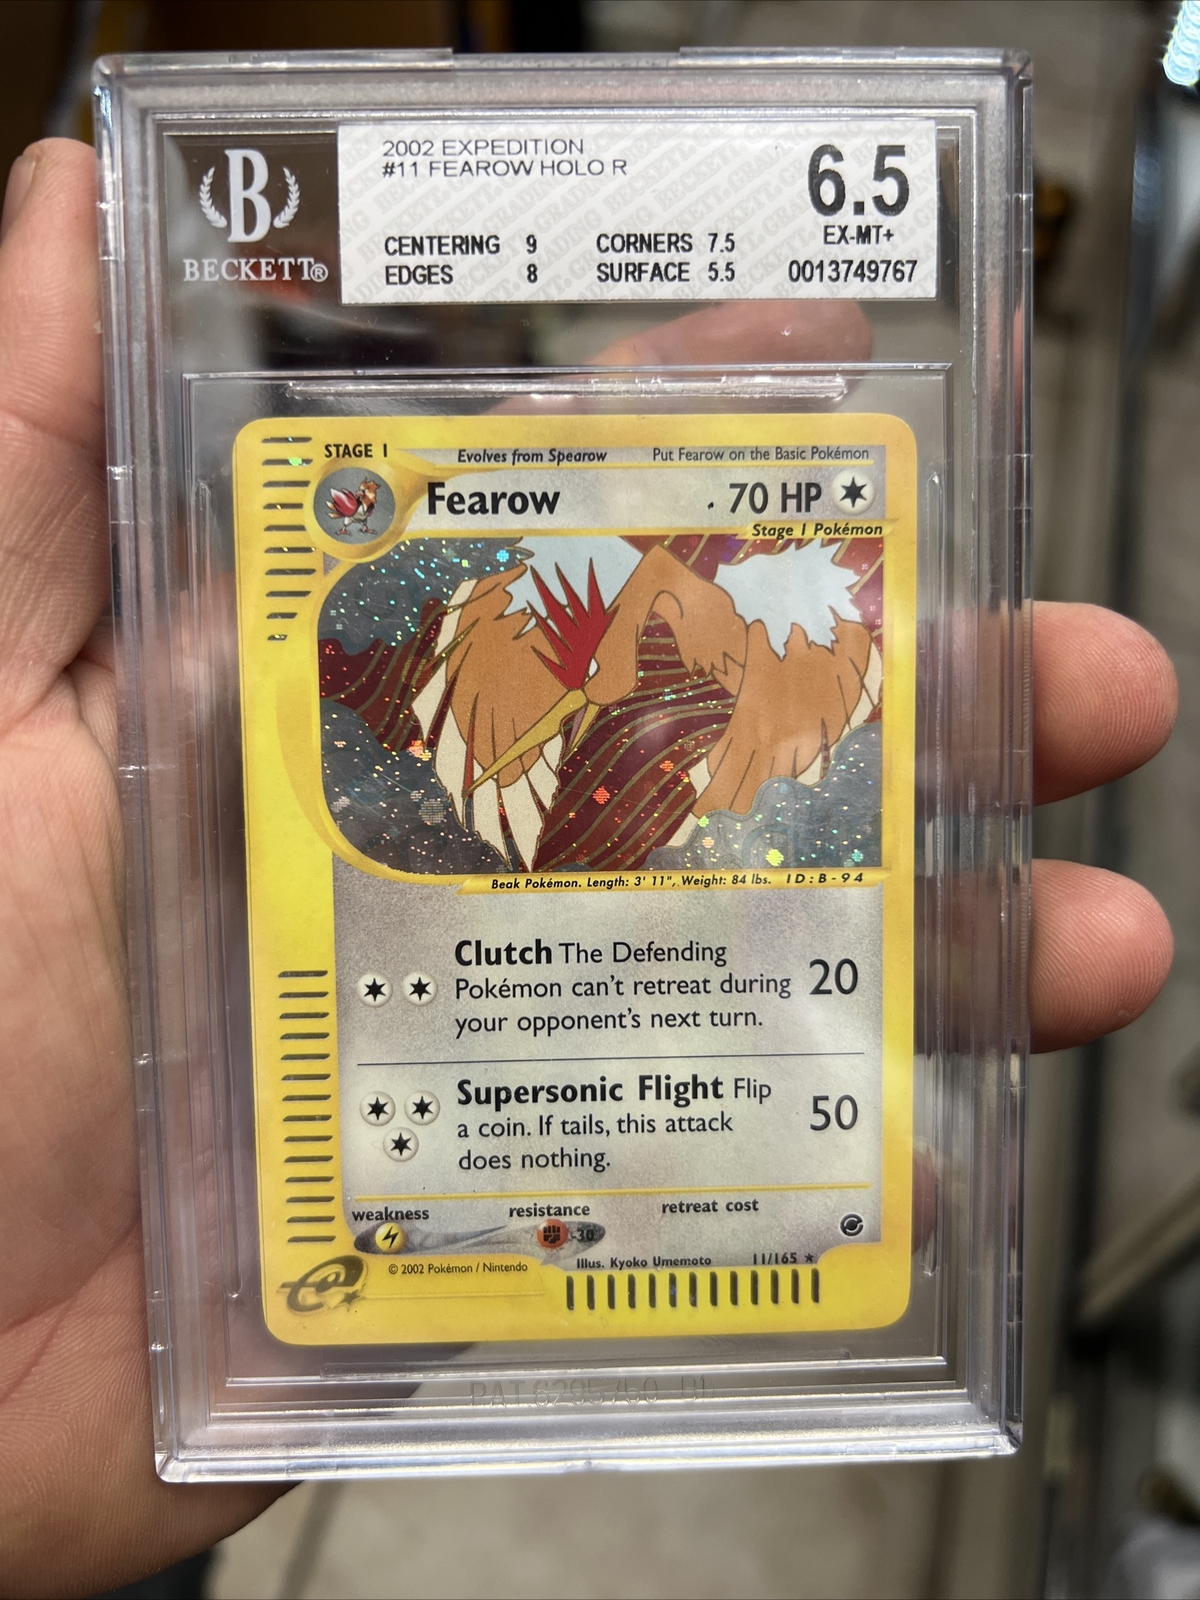 B
BECKETT®
2002 EXPEDITION
#11 FEAROW HOLO R
6.5
EX-MT+
CENTERING 9 CORNERS 7.5
EDGES 8 SURFACE 5.5
0013749767
STAGE 1
Evolves from Spearow
Put Fearow on the Basic Pokémon
Fearow
70 HP
Stage 1 Pokémon
Beak Pokémon. Length: 3' 11", Weight: 84 lbs. ID:B-94
Clutch The Defending
Pokémon can't retreat during
your opponent's next turn.
20
Supersonic Flight Flip
a coin. If tails, this attack
does nothing.
50
weakness resistance retreat cost
-30
e
© 2002 Pokémon / Nintendo
Illus. Kyoko Umemoto 11/165 ★